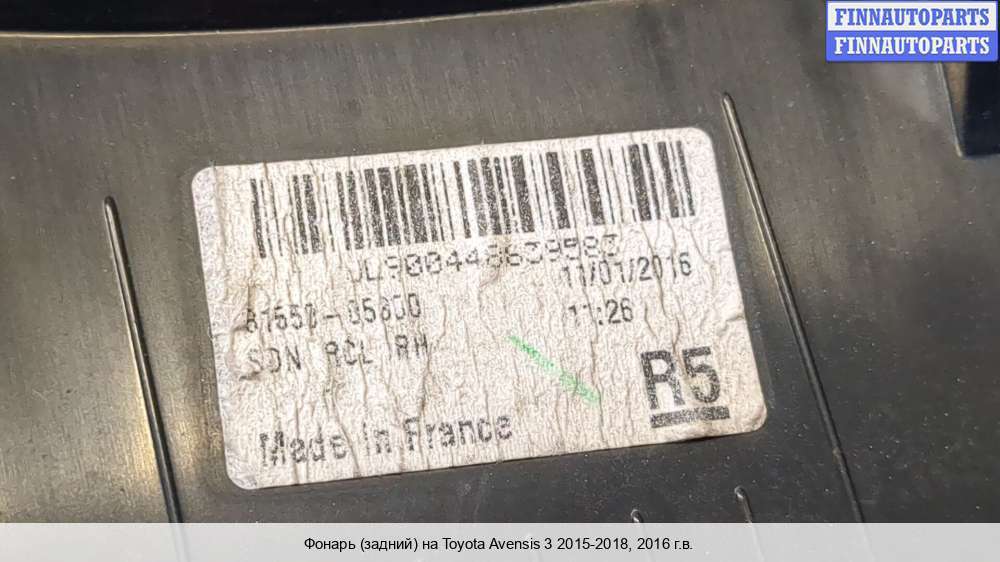 FINNAUTOPARTS
FINNAUTOPARTS
11/01/2016
81550-05300
11:26
SDN RCL RH
R5
Made in France
Фонарь (задний) на Toyota Avensis 3 2015-2018, 2016 г.в.